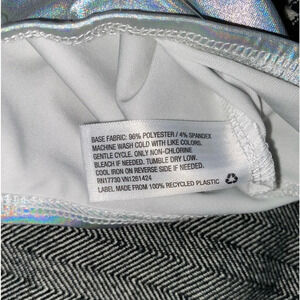 BASE FABRIC: 96% POLYESTER / 4% SPANDEX
MACHINE WASH COLD WITH LIKE COLORS.
GENTLE CYCLE. ONLY NON-CHLORINE
BLEACH IF NEEDED. TUMBLE DRY LOW.
COOL IRON ON REVERSE SIDE IF NEEDED.
RN17730 VN1261424
LABEL MADE FROM 100% RECYCLED PLASTIC